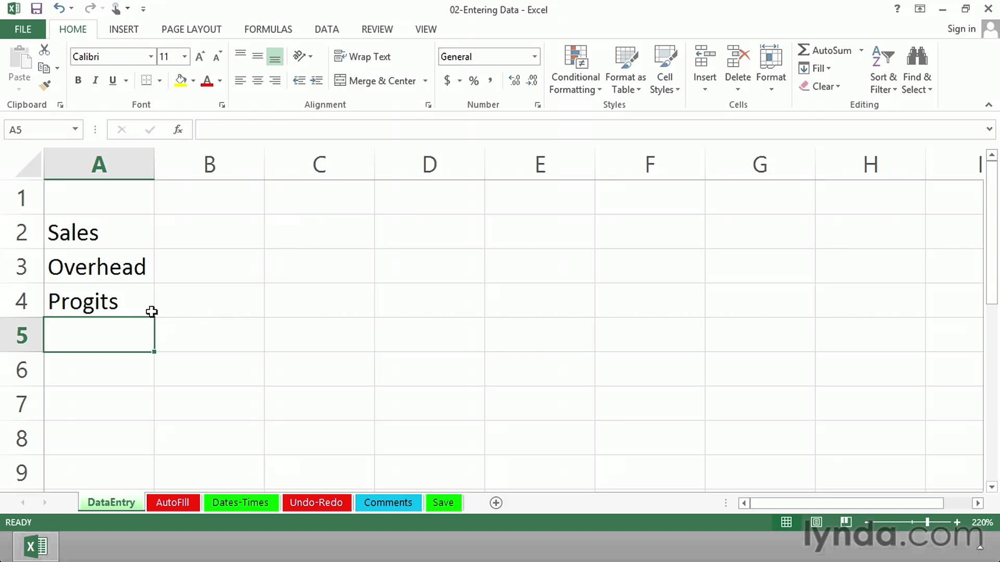 02-Entering Data - Excel
FILE HOME INSERT PAGE LAYOUT FORMULAS DATA REVIEW VIEW Sign in
Paste
Clipboard
Calibri 11
B I U
Font
Wrap Text
Merge & Center
Alignment
General
$ % ,
Number
Conditional Formatting
Format as Table
Cell Styles
Styles
Insert
Delete
Format
Cells
AutoSum
Fill
Clear
Sort & Filter
Find & Select
Editing
A5 fx
A B C D E F G H I
1
2 Sales
3 Overhead
4 Progits
5
6
7
8
9
DataEntry AutoFIll Dates-Times Undo-Redo Comments Save
READY 220%
lynda.com